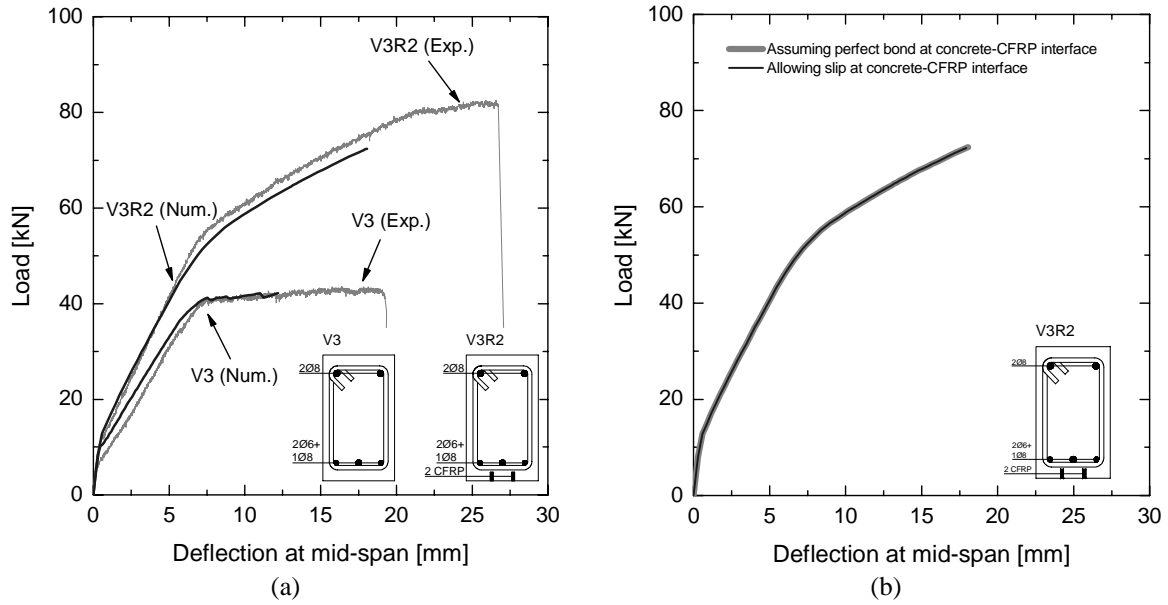 100
80
60
40
20
0
0 5 10 15 20 25 30
Load [kN]
Deflection at mid-span [mm]
V3R2 (Exp.)
V3R2 (Num.)
V3 (Exp.)
V3 (Num.)
V3
2Ø8
2Ø6+
1Ø8
V3R2
2Ø8
2Ø6+
1Ø8
2 CFRP
(a)
100
80
60
40
20
0
0 5 10 15 20 25 30
Load [kN]
Deflection at mid-span [mm]
Assuming perfect bond at concrete-CFRP interface
Allowing slip at concrete-CFRP interface
V3R2
2Ø8
2Ø6+
1Ø8
2 CFRP
(b)